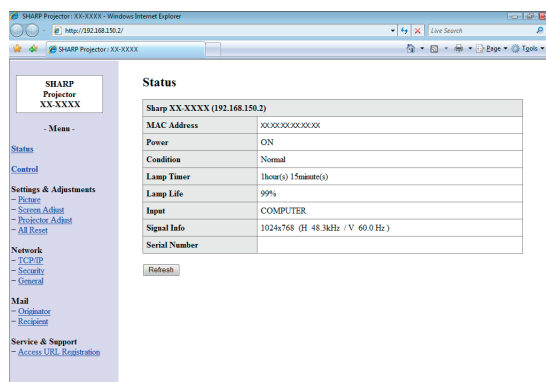 SHARP Projector : XX-XXXX - Windows Internet Explorer
http://192.168.150.2/
Live Search
SHARP Projector : XX-XXXX
Page
Tools
SHARP
Projector
XX-XXXX
- Menu -
Status
Control
Settings & Adjustments
- Picture
- Screen Adjust
- Projector Adjust
- All Reset
Network
- TCP/IP
- Security
- General
Mail
- Originator
- Recipient
Service & Support
- Access URL Registration
Status
Sharp XX-XXXX (192.168.150.2)
MAC Address XX:XX:XX:XX:XX:XX
Power ON
Condition Normal
Lamp Timer 1hour(s) 15minute(s)
Lamp Life 99%
Input COMPUTER
Signal Info 1024x768 (H 48.3kHz / V 60.0 Hz )
Serial Number
Refresh